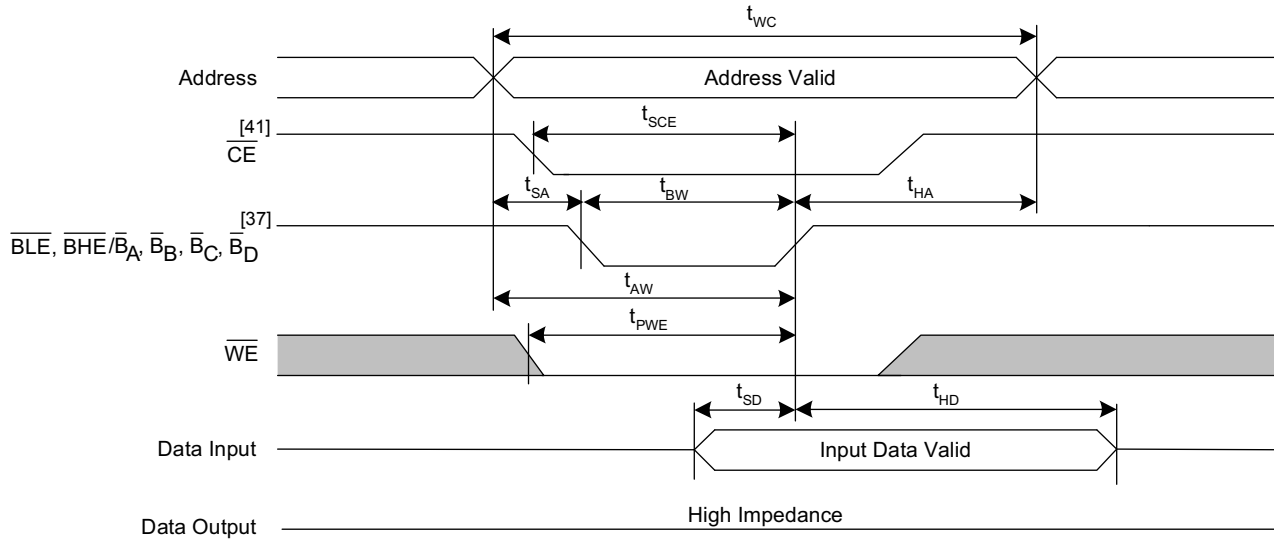 tWC
Address
Address Valid
[41]
CE
tSCE
tSA
tBW
tHA
[37]
BLE, BHE/BA, BB, BC, BD
tAW
tPWE
WE
tSD
tHD
Data Input
Input Data Valid
Data Output
High Impedance